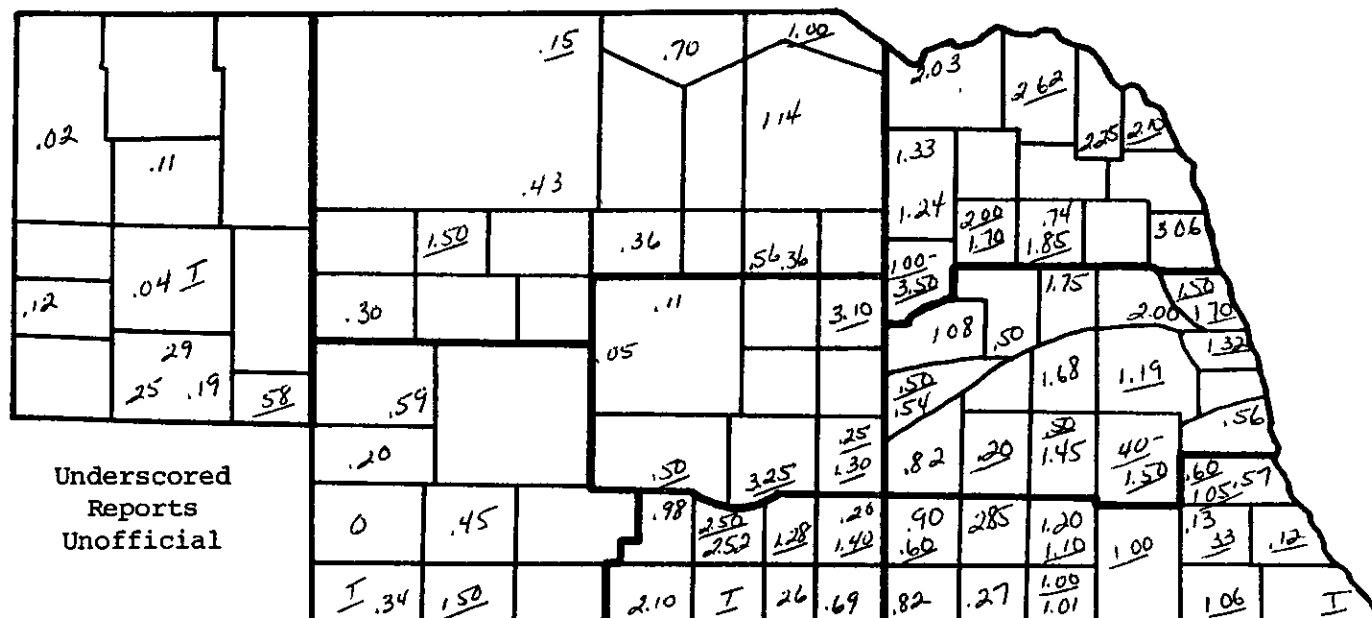 .15 .70 1.00
2.03 2.62
.02 .11 1.14 2.25 2.10
1.33
.43 1.24
1.50 .36 .56 .36 2.00 .74 3.06
1.70 1.85
.04 T 1.00-
3.50
.12 .30 .11 3.10 1.75 1.50
2.00 1.70
1.08 .50 1.32
29 .05 1.68 1.19
25 .19 58 .59 .50
.54 .56
.20 .25 .82 .20 .50 40-
.50 3.25 1.30 1.45 1.50 .60 .57
1.05
Underscored
Reports
Unofficial
0 .45 .98 2.50 1.28 .20 .90 285 1.20 1.00 .13 .12
2.52 1.40 .60 1.10 33
T .34 1.50 2.10 T 26 .69 .82 .27 1.00 1.06 T
1.01